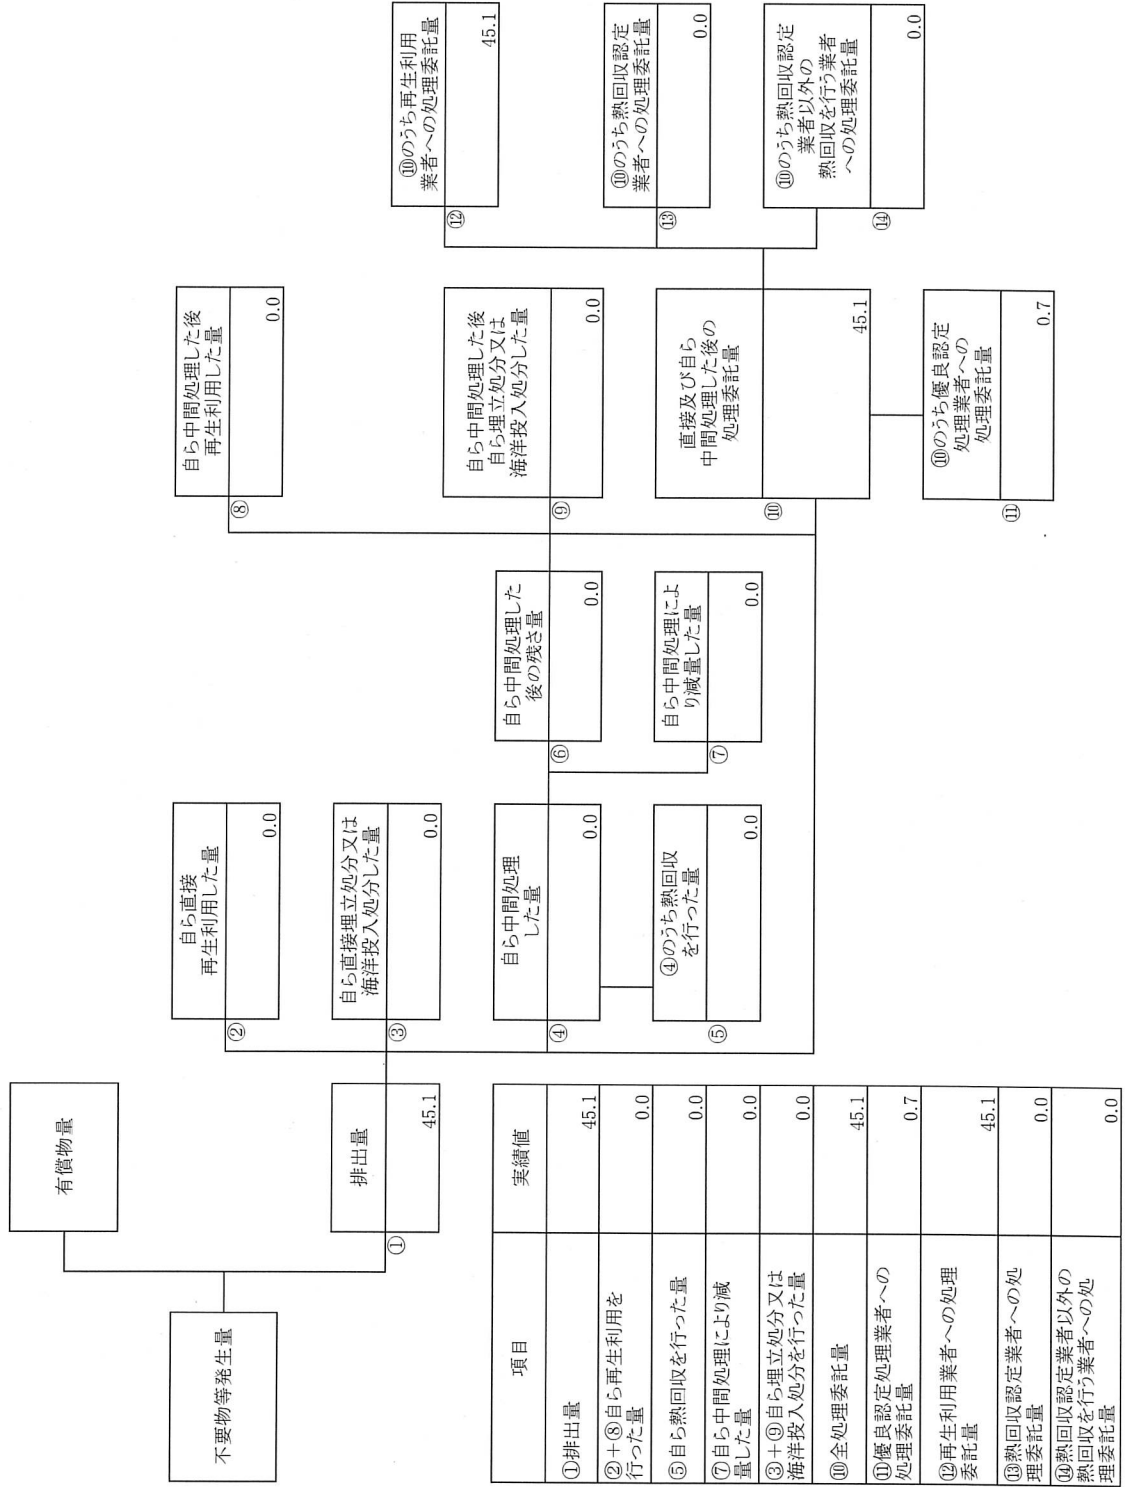 有償物量
不要物等発生量
排出量
①
45.1
自ら直接
再生利用した量
②
0.0
自ら直接埋立処分又は
海洋投入処分した量
③
0.0
自ら中間処理
した量
④
0.0
④のうち熱回収
を行った量
⑤
0.0
自ら中間処理した
後の残さ量
⑥
0.0
自ら中間処理によ
り減量した量
⑦
0.0
自ら中間処理した後
再生利用した量
⑧
0.0
自ら中間処理した後
自ら埋立処分又は
海洋投入処分した量
⑨
0.0
直接及び自ら
中間処理した後の
処理委託量
⑩
45.1
⑩のうち優良認定
処理業者への
処理委託量
⑪
0.7
⑩のうち再生利用
業者への処理委託量
⑫
45.1
⑩のうち熱回収認定
業者への処理委託量
⑬
0.0
⑩のうち熱回収認定
業者以外の
熱回収を行う業者
への処理委託量
⑭
0.0
項目
実績値
①排出量
45.1
②＋⑧自ら再生利用を
行った量
0.0
⑤自ら熱回収を行った量
0.0
⑦自ら中間処理により減
量した量
0.0
③＋⑨自ら埋立処分又は
海洋投入処分を行った量
0.0
⑩全処理委託量
45.1
⑪優良認定処理業者への
処理委託量
0.7
⑫再生利用業者への処理
委託量
45.1
⑬熱回収認定業者への処
理委託量
0.0
⑭熱回収認定業者以外の
熱回収を行う業者への処
理委託量
0.0